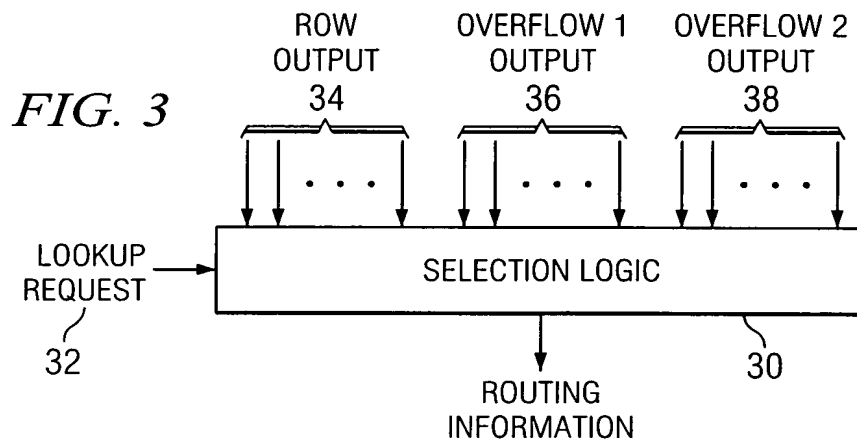 ROW
OUTPUT
34
OVERFLOW 1
OUTPUT
36
OVERFLOW 2
OUTPUT
38
FIG. 3
LOOKUP
REQUEST
32
SELECTION LOGIC
30
ROUTING
INFORMATION